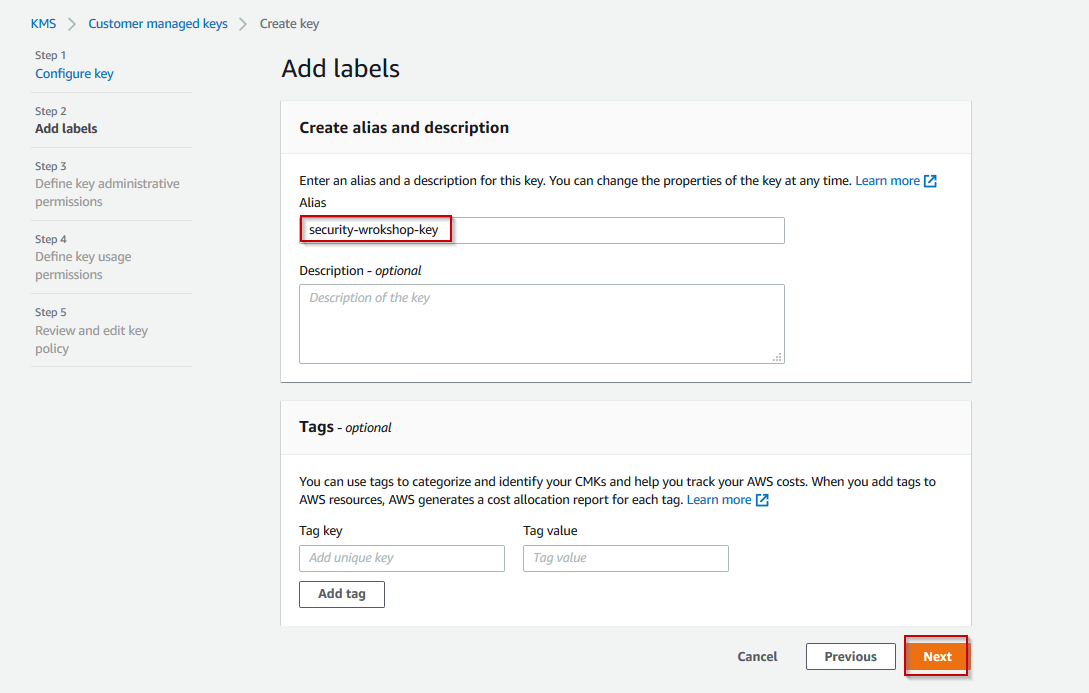 KMS > Customer managed keys > Create key
Step 1
Configure key
Step 2
Add labels
Step 3
Define key administrative
permissions
Step 4
Define key usage
permissions
Step 5
Review and edit key
policy
Add labels
Create alias and description
Enter an alias and a description for this key. You can change the properties of the key at any time. Learn more
Alias
security-wrokshop-key
Description - optional
Description of the key
Tags - optional
You can use tags to categorize and identify your CMKs and help you track your AWS costs. When you add tags to
AWS resources, AWS generates a cost allocation report for each tag. Learn more
Tag key Tag value
Add unique key Tag value
Add tag
Cancel Previous Next